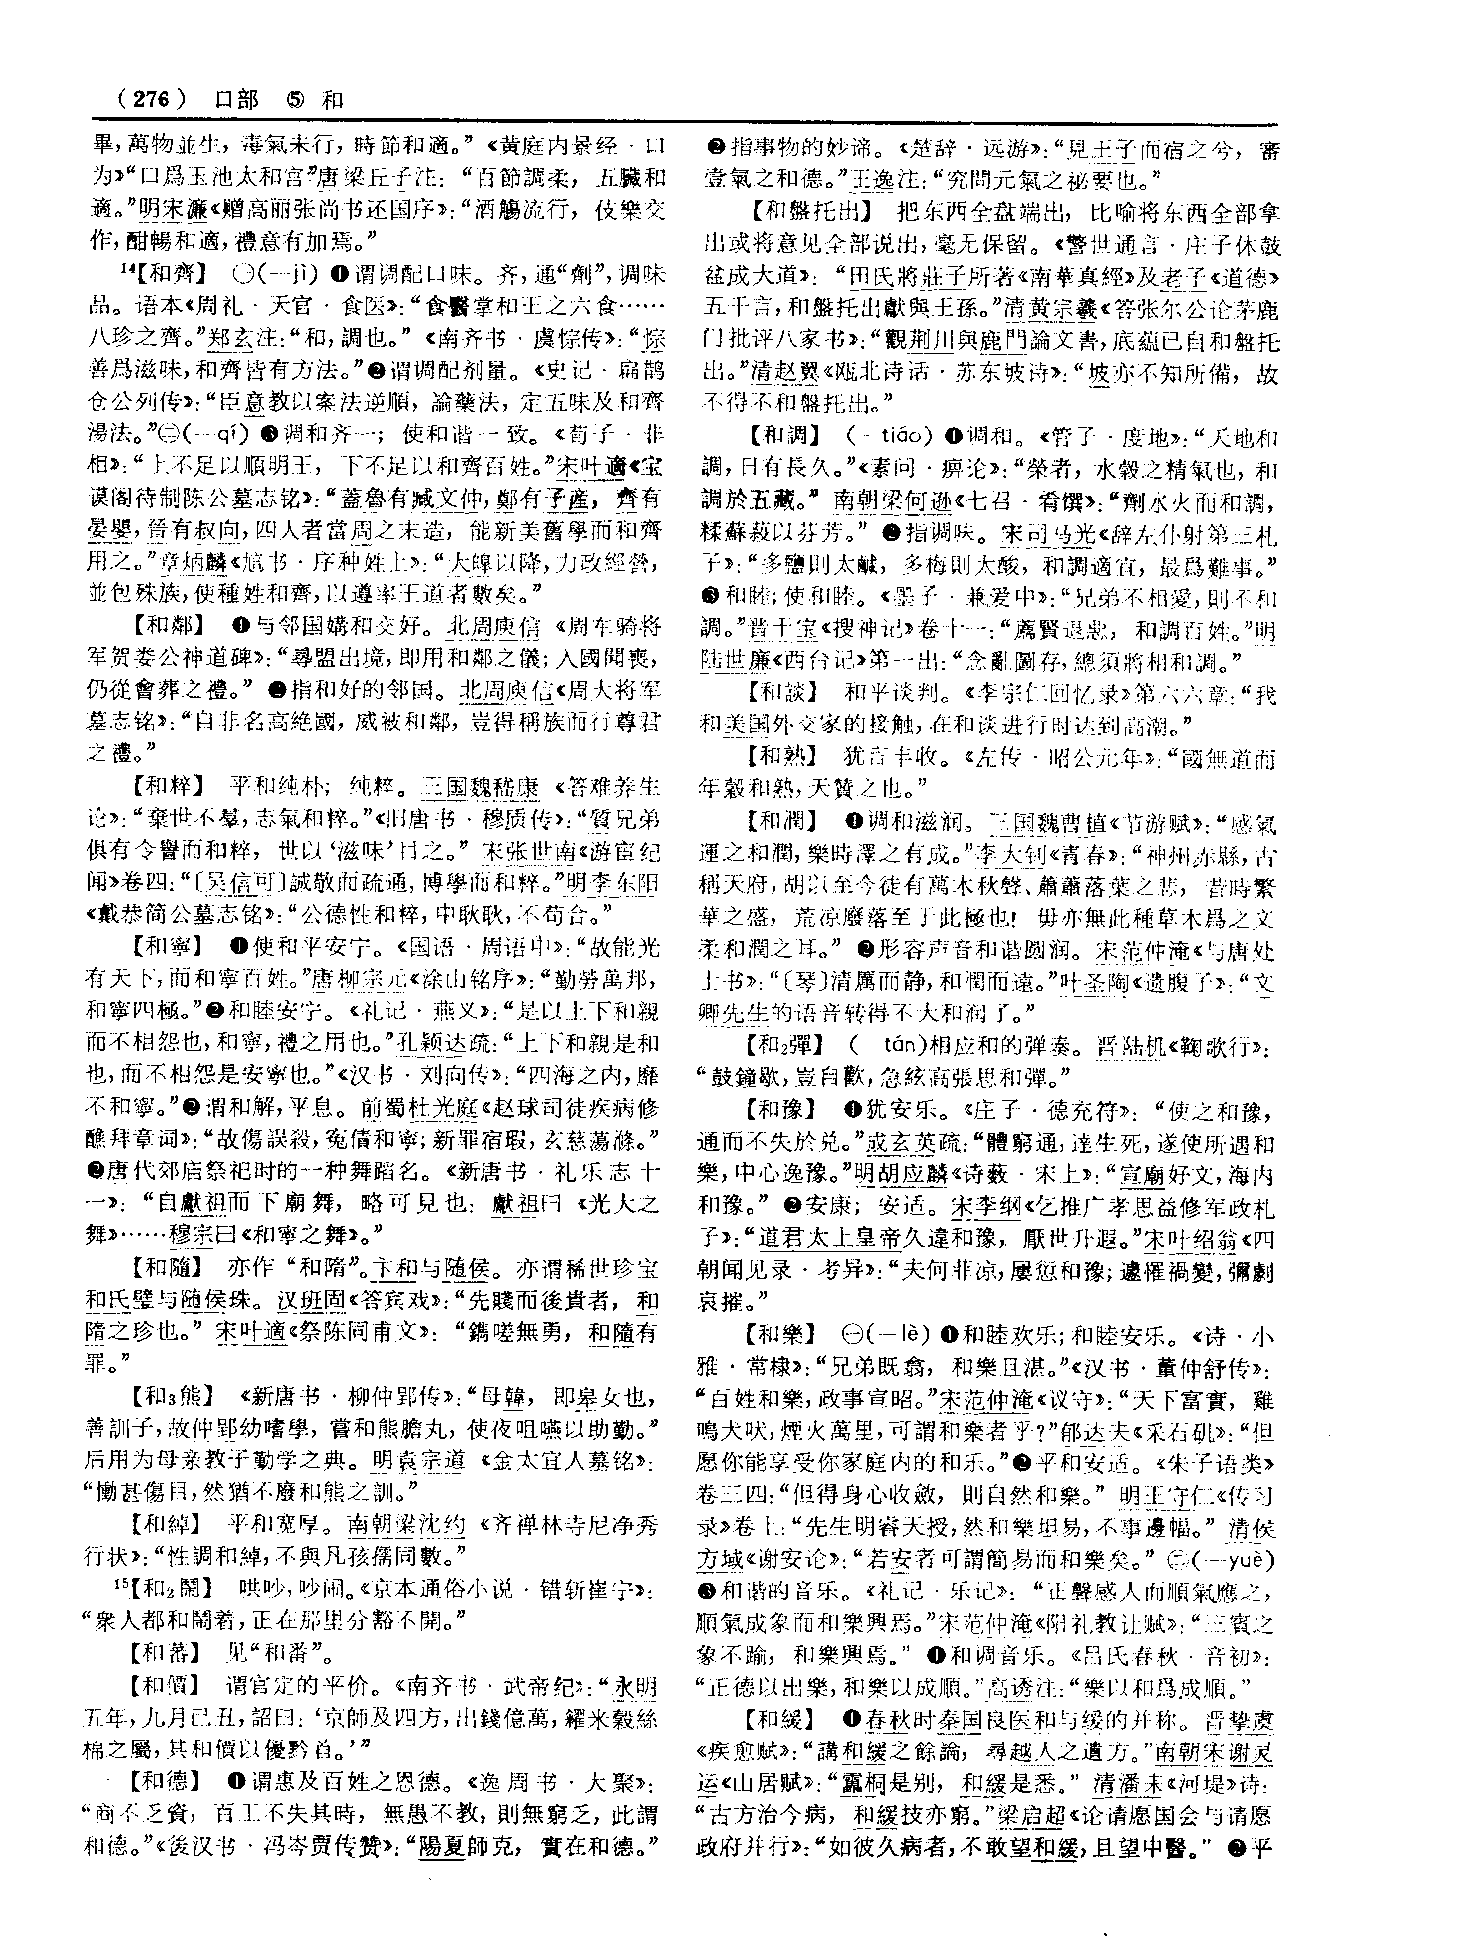 （276） 口部 ⑤ 和
畢，萬物並生，毒氣未行，時節和適。”《黄庭内景经·口
为》“口爲玉池太和宫”唐梁丘子注：“百節調柔，五臟和
適。”明宋濂《赠高丽张尚书还国序》：“酒觴流行，伎樂交
作，酣暢和適，禮意有加焉。”
¹⁴【和齊】 ㊀(—jì) ❶谓调配口味。齐，通“劑”，调味
品。语本《周礼·天官·食医》：“食醫掌和王之六食……
八珍之齊。”郑玄注：“和，調也。”《南齐书·虞悰传》：“悰
善爲滋味，和齊皆有方法。”❷谓调配剂量。《史记·扁鹊
仓公列传》：“臣意教以案法逆順，論藥法，定五味及和齊
湯法。”㊁(—qí) ❸调和齐一；使和谐一致。《荀子·非
相》：“上不足以順明王，下不足以和齊百姓。”宋叶適《宝
谟阁待制陈公墓志铭》：“蓋魯有臧文仲，鄭有子產，齊有
晏嬰，晉有叔向，四人者當周之末造，能新美舊學而和齊
用之。”章炳麟《訄书·序种姓上》：“大皞以降，力政經營，
並包殊族，使種姓和齊，以遵率王道者數矣。”
【和鄰】 ❶与邻国媾和交好。北周庾信《周车骑将
军贺娄公神道碑》：“尋盟出境，即用和鄰之儀；入國聞喪，
仍從會葬之禮。”❷指和好的邻国。北周庾信《周大将军
墓志铭》：“自非名高絶國，威被和鄰，豈得稱族而行尊君
之禮。”
【和粹】 平和纯朴；纯粹。三国魏嵇康《答难养生
论》：“棄世不羣，志氣和粹。”《旧唐书·穆质传》：“質兄弟
俱有令譽而和粹，世以‘滋味’目之。”宋张世南《游宦纪
闻》卷四：“〔吴信可〕誠敬而疏通，博學而和粹。”明李东阳
《戴恭简公墓志铭》：“公德性和粹，中耿耿，不苟合。”
【和寧】 ❶使和平安宁。《国语·周语中》：“故能光
有天下，而和寧百姓。”唐柳宗元《涂山铭序》：“勤勞萬邦，
和寧四極。”❷和睦安宁。《礼记·燕义》：“是以上下和親
而不相怨也，和寧，禮之用也。”孔颖达疏：“上下和親是和
也，而不相怨是安寧也。”《汉书·刘向传》：“四海之内，靡
不和寧。”❸谓和解，平息。前蜀杜光庭《赵球司徒疾病修
醮拜章词》：“故傷誤殺，冤債和寧；新罪宿瑕，玄慈蕩滌。”
❹唐代郊庙祭祀时的一种舞蹈名。《新唐书·礼乐志十
一》：“自獻祖而下廟舞，略可見也；獻祖曰《光大之
舞》……穆宗曰《和寧之舞》。”
【和隨】 亦作“和隋”。卞和与随侯。亦谓稀世珍宝
和氏璧与随侯珠。汉班固《答宾戏》：“先賤而後貴者，和
隋之珍也。”宋叶適《祭陈同甫文》：“鐫嗟無勇，和隨有
罪。”
【和₃熊】 《新唐书·柳仲郢传》：“母韓，即皋女也，
善訓子，故仲郢幼嗜學，嘗和熊膽丸，使夜咀嚥以助勤。”
后用为母亲教子勤学之典。明袁宗道《金太宜人墓铭》：
“慟甚傷目，然猶不廢和熊之訓。”
【和綽】 平和宽厚。南朝梁沈约《齐禅林寺尼净秀
行状》：“性調和綽，不與凡孩孺同數。”
¹⁵【和₂鬧】 哄吵，吵闹。《京本通俗小说·错斩崔宁》：
“衆人都和鬧着，正在那里分豁不開。”
【和蕃】 见“和番”。
【和價】 谓官定的平价。《南齐书·武帝纪》：“永明
五年，九月己丑，詔曰：‘京師及四方，出錢億萬，糴米穀絲
棉之屬，其和價以優黔首。’”
【和德】 ❶谓惠及百姓之恩德。《逸周书·大聚》：
“商不乏資，百工不失其時，無愚不教，則無窮乏，此謂
和德。”《後汉书·冯岑贾传赞》：“陽夏師克，實在和德。”
❷指事物的妙谛。《楚辞·远游》：“見王子而宿之兮，審
壹氣之和德。”王逸注：“究問元氣之祕要也。”
【和盤托出】 把东西全盘端出，比喻将东西全部拿
出或将意见全部说出，毫无保留。《警世通言·庄子休鼓
盆成大道》：“田氏將莊子所著《南華真經》及老子《道德》
五千言，和盤托出獻與王孫。”清黄宗羲《答张尔公论茅鹿
门批评八家书》：“觀荆川與鹿門論文書，底蘊已自和盤托
出。”清赵翼《瓯北诗话·苏东坡诗》：“坡亦不知所備，故
不得不和盤托出。”
【和調】 (—tiáo) ❶调和。《管子·度地》：“天地和
調，日有長久。”《素问·痹论》：“榮者，水穀之精氣也，和
調於五藏。”南朝梁何逊《七召·肴馔》：“劑水火而和調，
糅蘇蔱以芬芳。”❷指调味。宋司马光《辞左仆射第三札
子》：“多鹽則太鹹，多梅則太酸，和調適宜，最爲難事。”
❸和睦；使和睦。《墨子·兼爱中》：“兄弟不相愛，則不和
調。”晋干宝《搜神记》卷十一：“薦賢退惡，和調百姓。”明
陆世廉《西台记》第一出：“念亂圖存，總須將相和調。”
【和談】 和平谈判。《李宗仁回忆录》第六六章：“我
和美国外交家的接触，在和谈进行时达到高潮。”
【和熟】 犹言丰收。《左传·昭公元年》：“國無道而
年穀和熟，天贊之也。”
【和潤】 ❶调和滋润。三国魏曹植《节游赋》：“感氣
運之和潤，樂時澤之有成。”李大钊《青春》：“神州赤縣，古
稱天府，胡以至今徒有萬木秋聲、蕭蕭落葉之悲，昔時繁
華之盛，荒凉廢落至于此極也！毋亦無此種草木爲之文
柔和潤之耳。”❷形容声音和谐圆润。宋范仲淹《与唐处
士书》：“〔琴〕清厲而静，和潤而遠。”叶圣陶《遗腹子》：“文
卿先生的语音转得不大和润了。”
【和₂彈】 (—tán)相应和的弹奏。晋陆机《鞠歌行》：
“鼓鐘歇，豈自歡，急絃高張思和彈。”
【和豫】 ❶犹安乐。《庄子·德充符》：“使之和豫，
通而不失於兑。”成玄英疏：“體窮通，達生死，遂使所遇和
樂，中心逸豫。”明胡应麟《诗薮·宋上》：“宣廟好文，海内
和豫。”❷安康；安适。宋李纲《乞推广孝思益修军政札
子》：“道君太上皇帝久違和豫，厭世升遐。”宋叶绍翁《四
朝闻见录·考异》：“夫何菲凉，屢愆和豫；遽罹禍變，彌劇
哀摧。”
【和樂】 ㊀(—lè) ❶和睦欢乐；和睦安乐。《诗·小
雅·常棣》：“兄弟既翕，和樂且湛。”《汉书·董仲舒传》：
“百姓和樂，政事宣昭。”宋范仲淹《议守》：“天下富實，雞
鳴犬吠，煙火萬里，可謂和樂者乎？”郁达夫《采石矶》：“但
愿你能享受你家庭内的和乐。”❷平和安适。《朱子语类》
卷三四：“但得身心收斂，則自然和樂。”明王守仁《传习
录》卷上：“先生明睿天授，然和樂坦易，不事邊幅。”清侯
方域《谢安论》：“若安者可謂簡易而和樂矣。”㊁(—yuè)
❸和谐的音乐。《礼记·乐记》：“正聲感人而順氣應之，
順氣成象而和樂興焉。”宋范仲淹《阳礼教让赋》：“三賓之
象不踰，和樂興焉。”❹和调音乐。《吕氏春秋·音初》：
“正德以出樂，和樂以成順。”高诱注：“樂以和爲成順。”
【和緩】 ❶春秋时秦国良医和与缓的并称。晋挚虞
《疾愈赋》：“講和緩之餘論，尋越人之遺方。”南朝宋谢灵
运《山居赋》：“靁桐是别，和緩是悉。”清潘耒《河堤》诗：
“古方治今病，和緩技亦窮。”梁启超《论请愿国会与请愿
政府并行》：“如彼久病者，不敢望和緩，且望中醫。”❷平